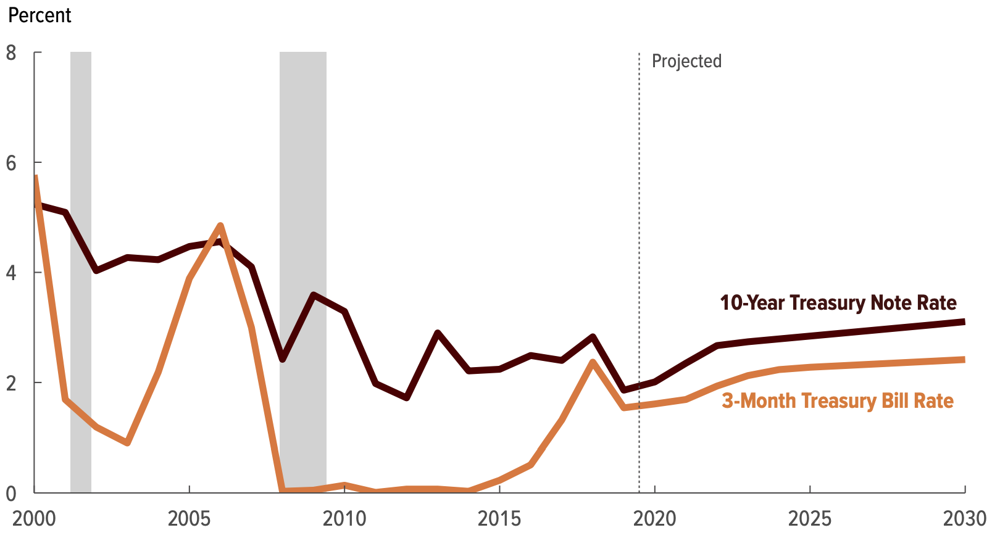 Percent
8
Projected
6
4
10-Year Treasury Note Rate
2
3-Month Treasury Bill Rate
0
2000 2005 2010 2015 2020 2025 2030